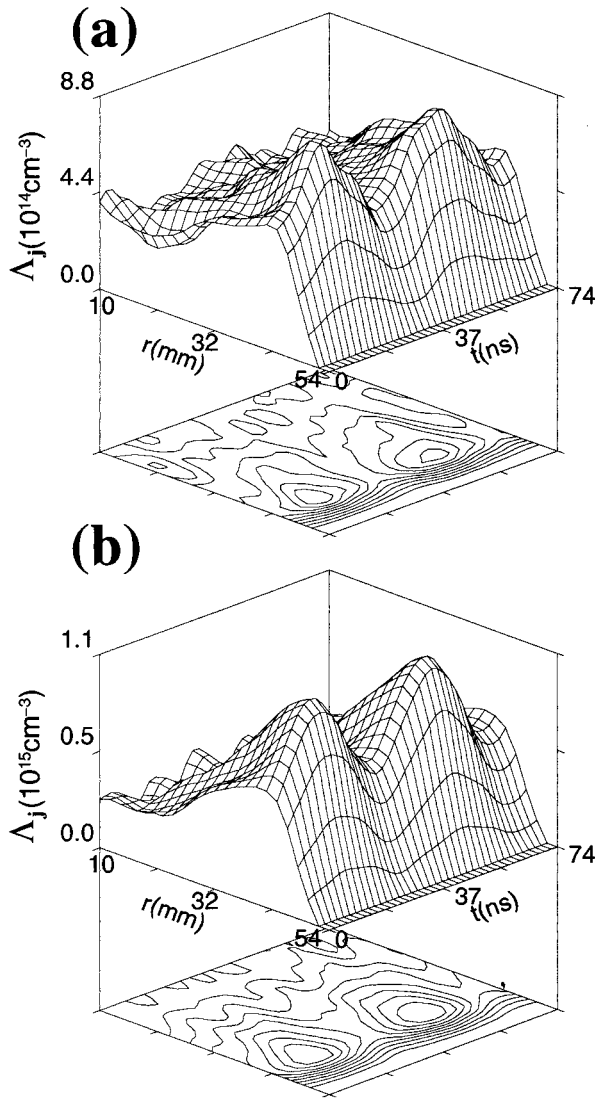 (a)
8.8
4.4
0.0
Λj(10¹⁴cm⁻³)
10
32
54
r(mm)
0
37
74
t(ns)
(b)
1.1
0.5
0.0
Λj(10¹⁵cm⁻³)
10
32
54
r(mm)
0
37
74
t(ns)